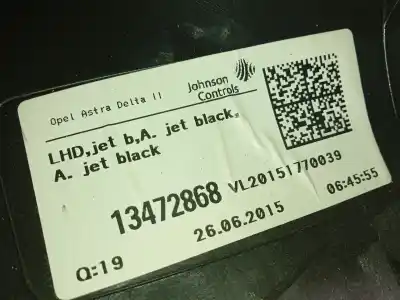 Opel Astra Delta II
Johnson
Controls
LHD,jet b,A. jet black,
A. jet black
13472868 VL20151770039
26.06.2015 06:45:55
Q:19